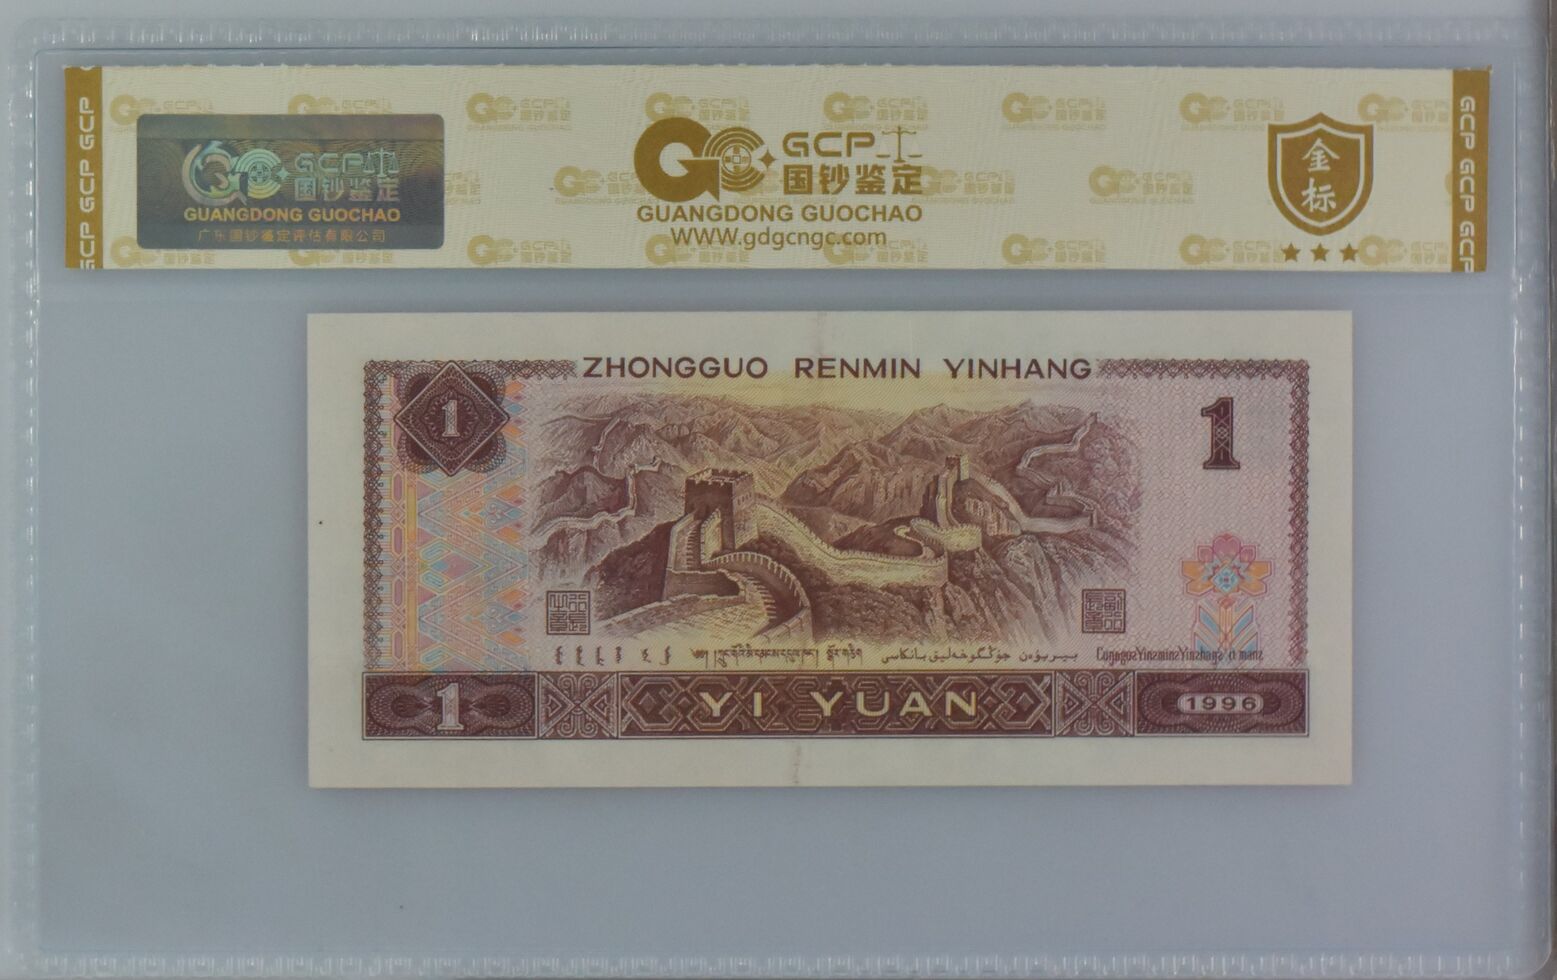 GCP 国钞鉴定
GUANGDONG GUOCHAO
广东国钞鉴定评估有限公司
GCP
国钞鉴定
GUANGDONG GUOCHAO
WWW.gdgcngc.com
金标
GCP GCP GCP
GCP GCP GCP
ZHONGGUO RENMIN YINHANG
1
1
1 YI YUAN 1996